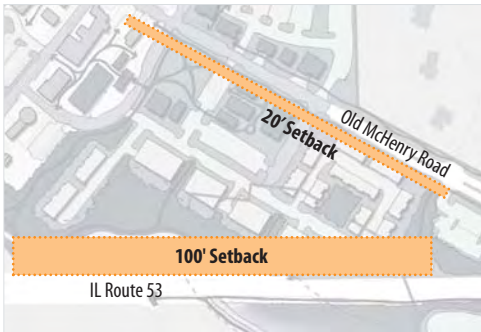 Old McHenry Road
20' Setback
100' Setback
IL Route 53